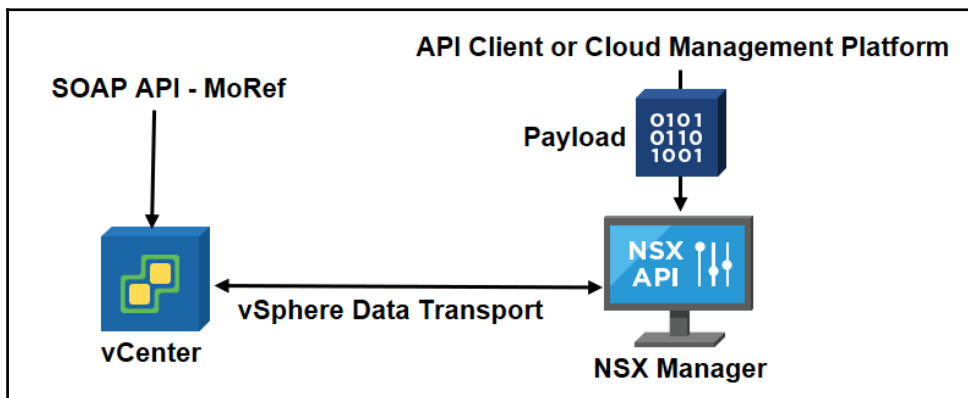 API Client or Cloud Management Platform
SOAP API - MoRef
Payload
0101
0110
1001
NSX
API
vSphere Data Transport
vCenter
NSX Manager